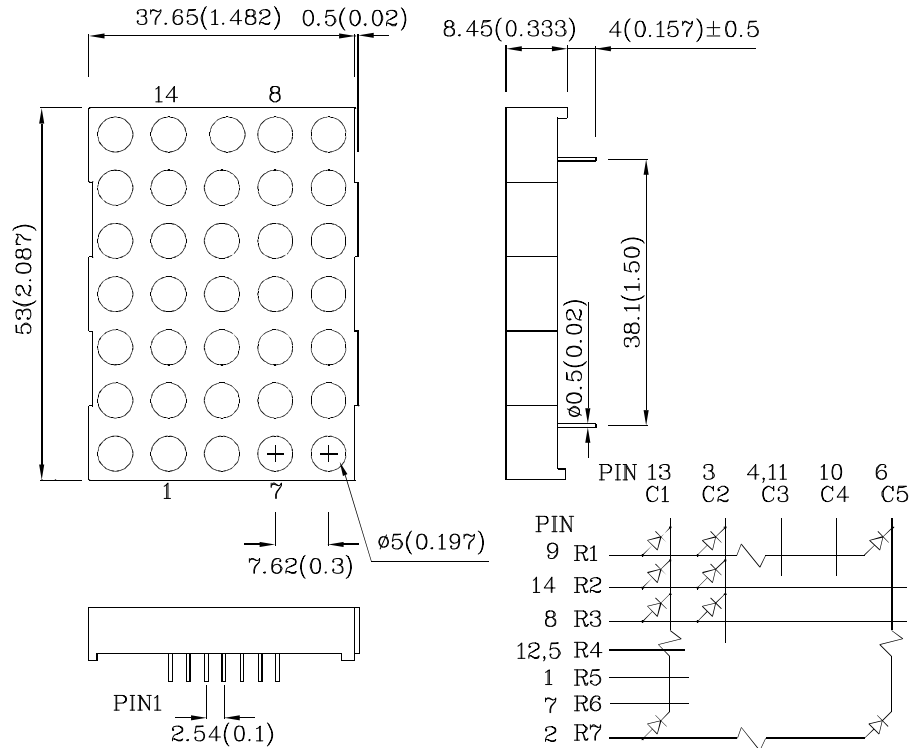 37.65(1.482) 0.5(0.02)
8.45(0.333) 4(0.157)±0.5
14 8
53(2.087)
38.1(1.50)
ø0.5(0.02)
1 7
ø5(0.197)
7.62(0.3)
PIN1
2.54(0.1)
PIN 13 3 4,11 10 6
C1 C2 C3 C4 C5
PIN
9 R1
14 R2
8 R3
12,5 R4
1 R5
7 R6
2 R7